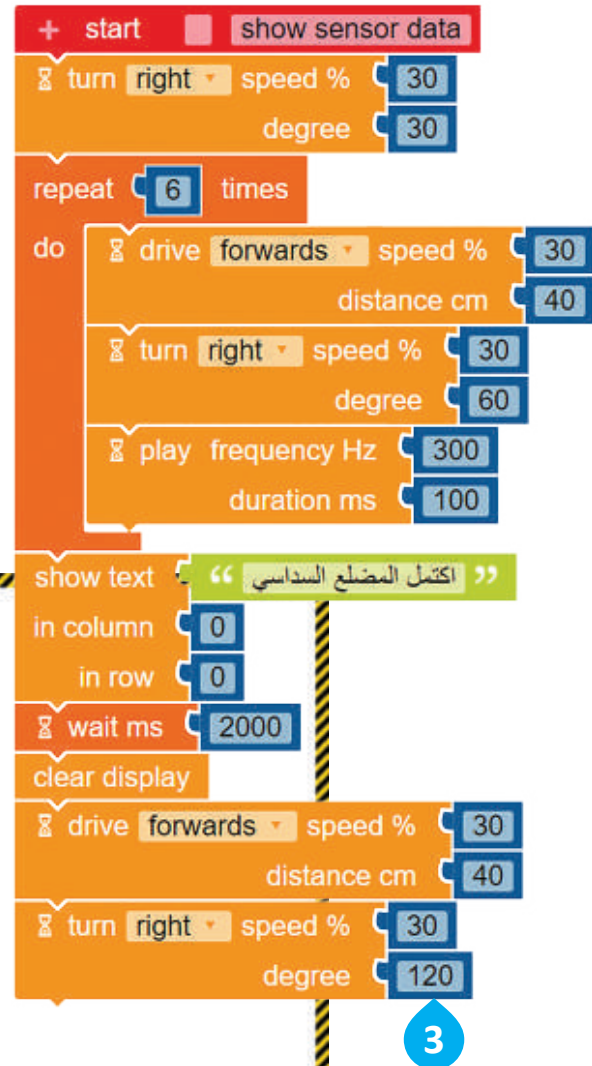 + start show sensor data
turn right speed % 30
degree 30
repeat 6 times
do drive forwards speed % 30
distance cm 40
turn right speed % 30
degree 60
play frequency Hz 300
duration ms 100
show text “ اكتمل المضلع السداسي ”
in column 0
in row 0
wait ms 2000
clear display
drive forwards speed % 30
distance cm 40
turn right speed % 30
degree 120
3